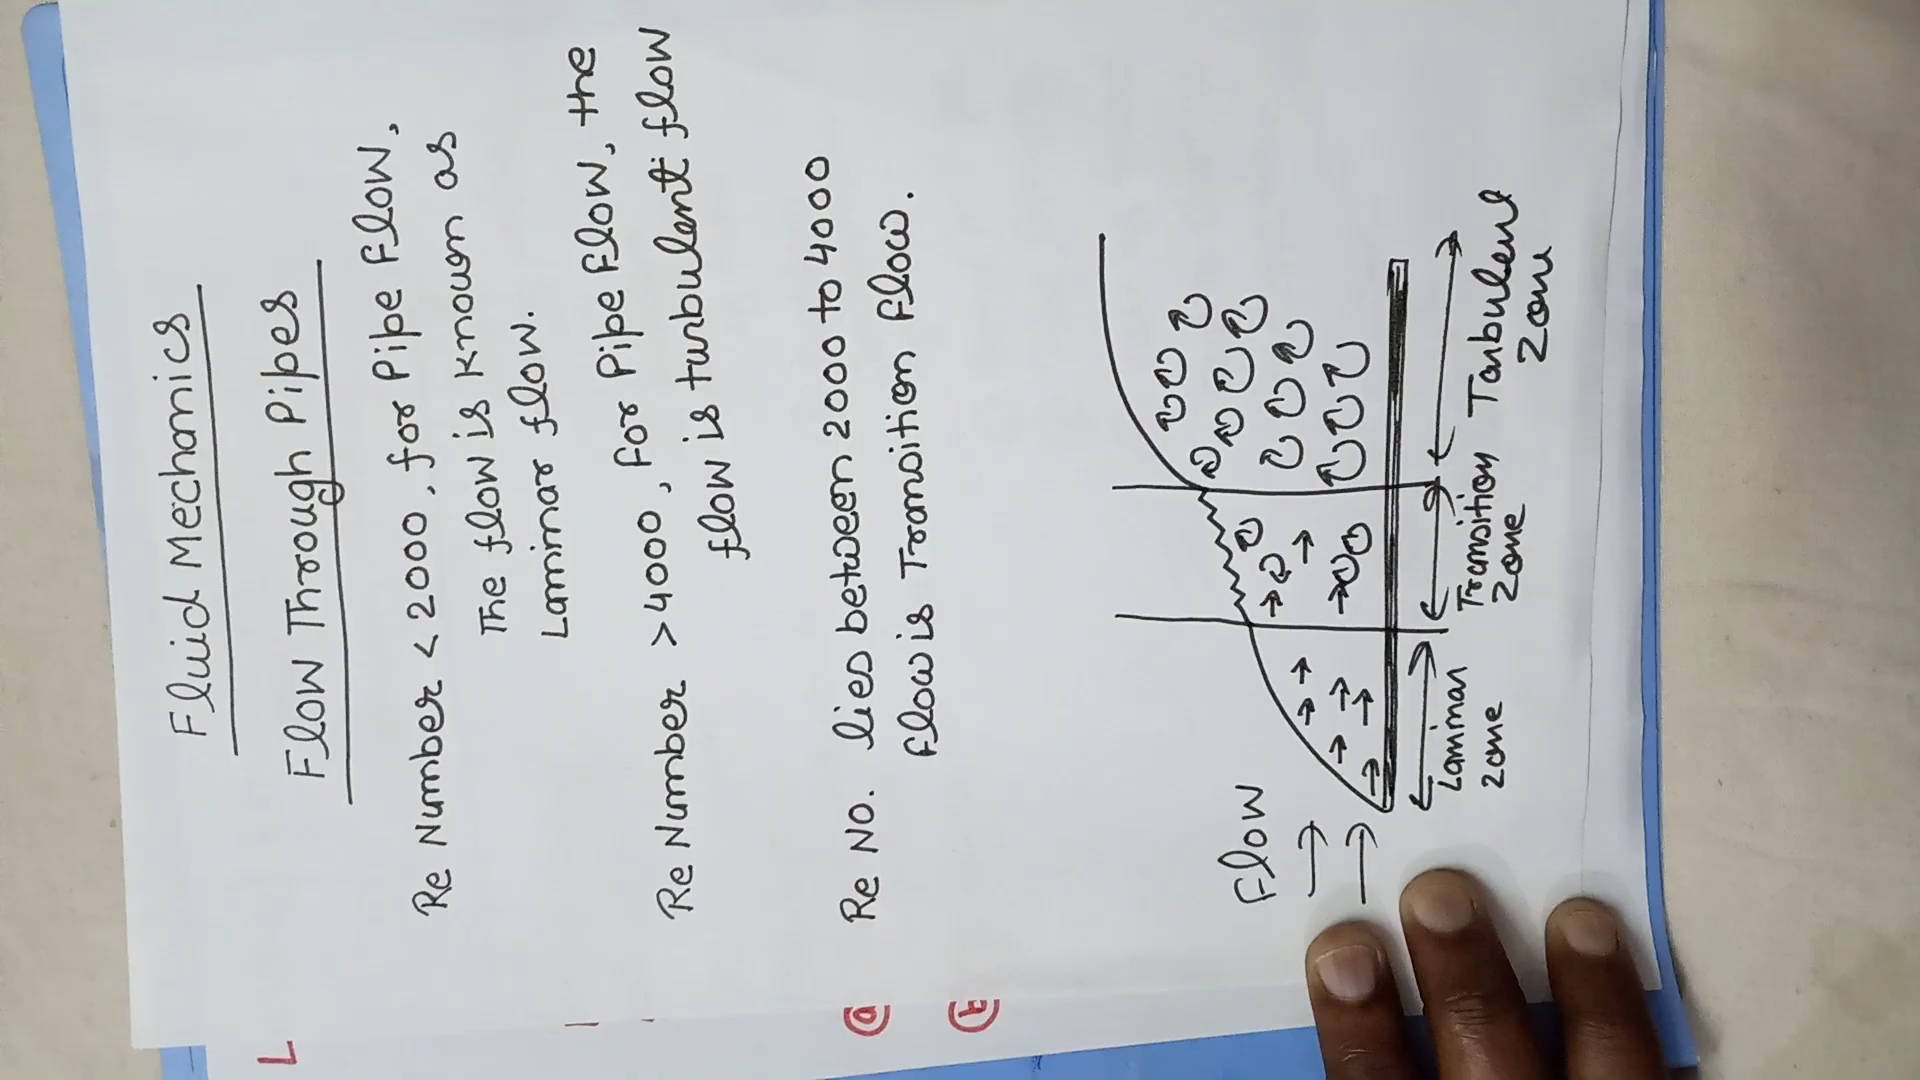 Fluid Mechanics
Flow Through Pipes
Re Number < 2000, for Pipe Flow,
The flow is known as
Laminar flow.
Re Number > 4000, for Pipe flow, the
flow is turbulent flow
flow is
Re No. lies between 2000 to 4000
flow is Transition flow.
Flow
Laminar
zone
Transition
zone
Turbulent
zone
L
a